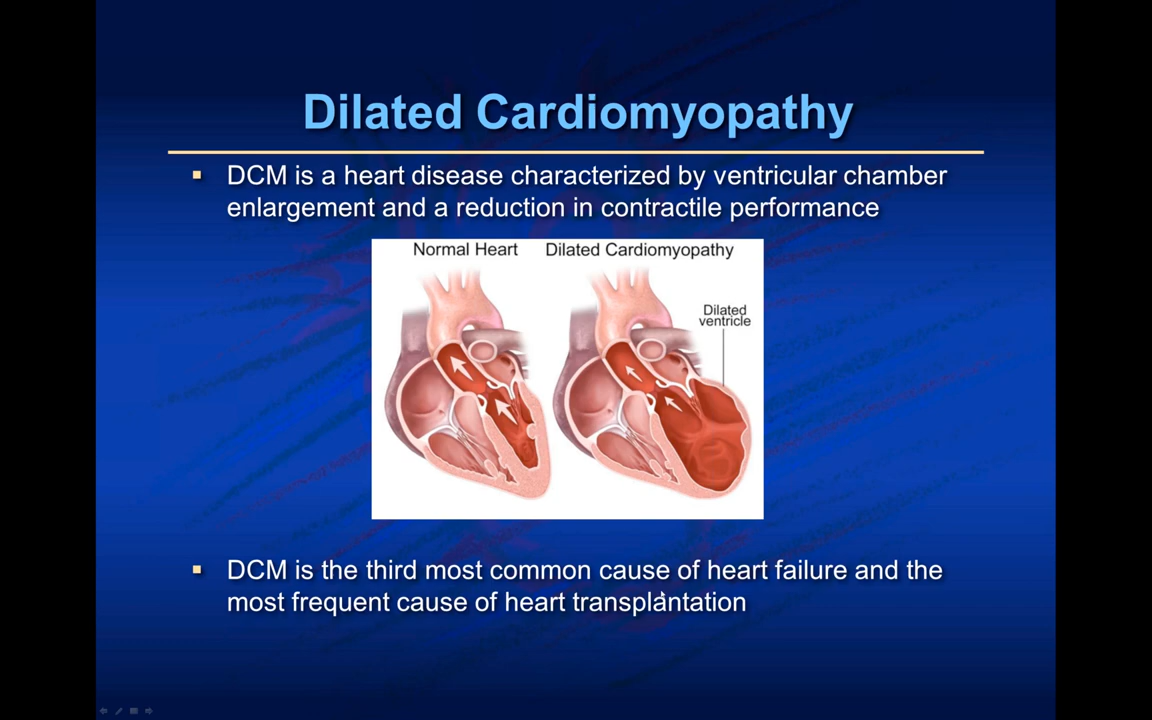 Dilated Cardiomyopathy
▪ DCM is a heart disease characterized by ventricular chamber
enlargement and a reduction in contractile performance
Normal Heart
Dilated Cardiomyopathy
Dilated
ventricle
▪ DCM is the third most common cause of heart failure and the
most frequent cause of heart transplantation